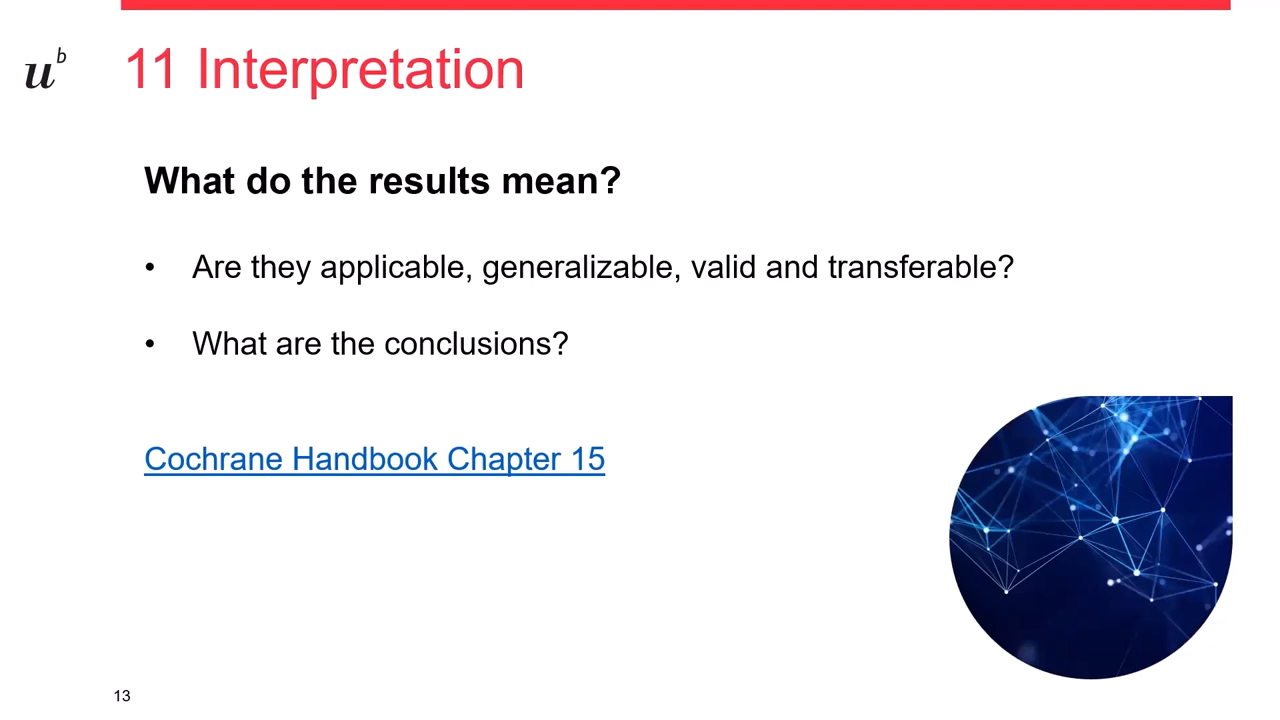 u b
11 Interpretation
What do the results mean?
• Are they applicable, generalizable, valid and transferable?
• What are the conclusions?
Cochrane Handbook Chapter 15
13